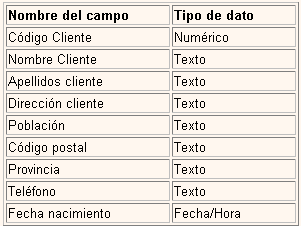 Nombre del campo Tipo de dato
Código Cliente Numérico
Nombre Cliente Texto
Apellidos cliente Texto
Dirección cliente Texto
Población Texto
Código postal Texto
Provincia Texto
Teléfono Texto
Fecha nacimiento Fecha/Hora